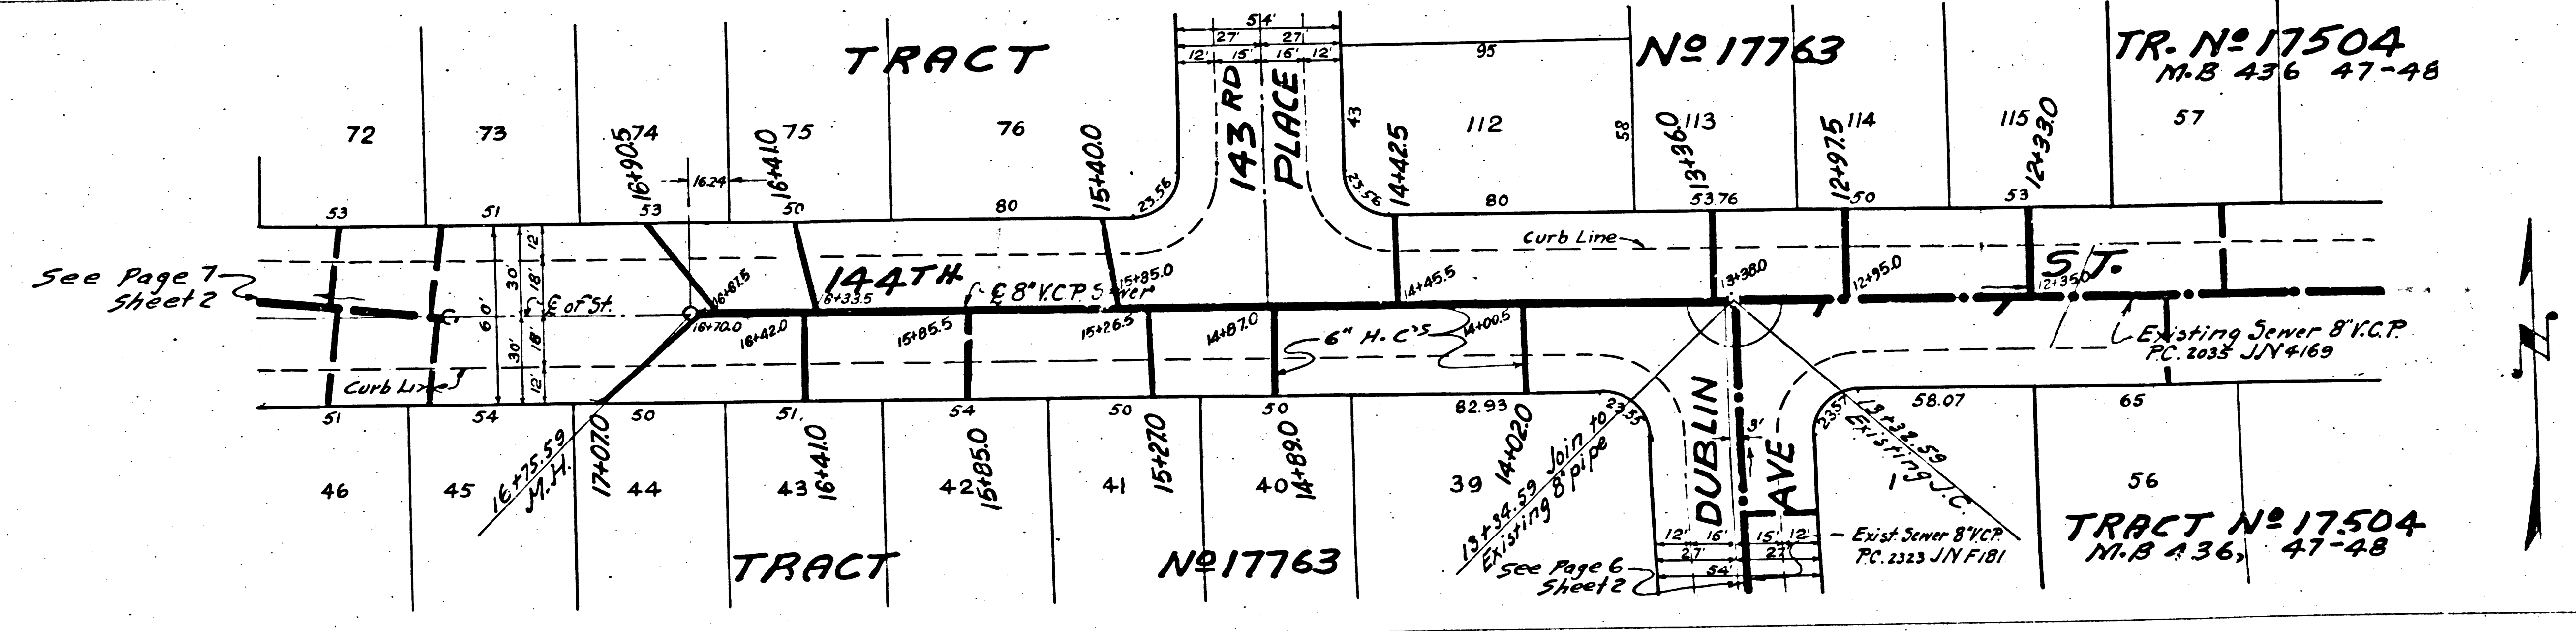 54'
27' 27'
12' 15' 15' 12'
TRACT
95
Nº 17763
TR. Nº 17504
M.B 436 47-48
143 RD
PLACE
72
73
74
75
76
43
112
58
113
114
115
57
16+90.5
16+41.0
15+40.0
14+42.5
13+36.0
12+97.5
12+33.0
16.24
53
51
53
50
80
23.56
23.56
80
53.76
50
53
Curb Line
See Page 7
Sheet 2
60'
30'
30'
12'
18'
18'
12'
℄ of St.
144TH
ST.
℄ 8" V.C.P. Sewer
16+67.5
16+33.5
15+35.0
14+45.5
13+38.0
12+95.0
12+35.0
16+70.0
16+42.0
15+85.5
15+26.5
14+87.0
14+00.5
6" H.C's
Existing Sewer 8" V.C.P.
P.C. 2035 JN 4169
Curb Line
51
54
50
51
54
50
50
82.93
23.55
23.57
58.07
65
16+75.59
M.H.
17+07.0
16+41.0
15+85.0
15+27.0
14+89.0
14+02.0
13+34.59 Join to
Existing 8" pipe
DUBLIN
AVE
3'
13+32.59
Existing J.C.
46
45
44
43
42
41
40
39
1
56
TRACT
Nº 17763
12' 15' 15' 12'
27' 27'
54'
See Page 6
Sheet 2
Exist. Sewer 8" V.C.P.
P.C. 2323 JN F181
TRACT Nº 17504
M.B 436, 47-48
N